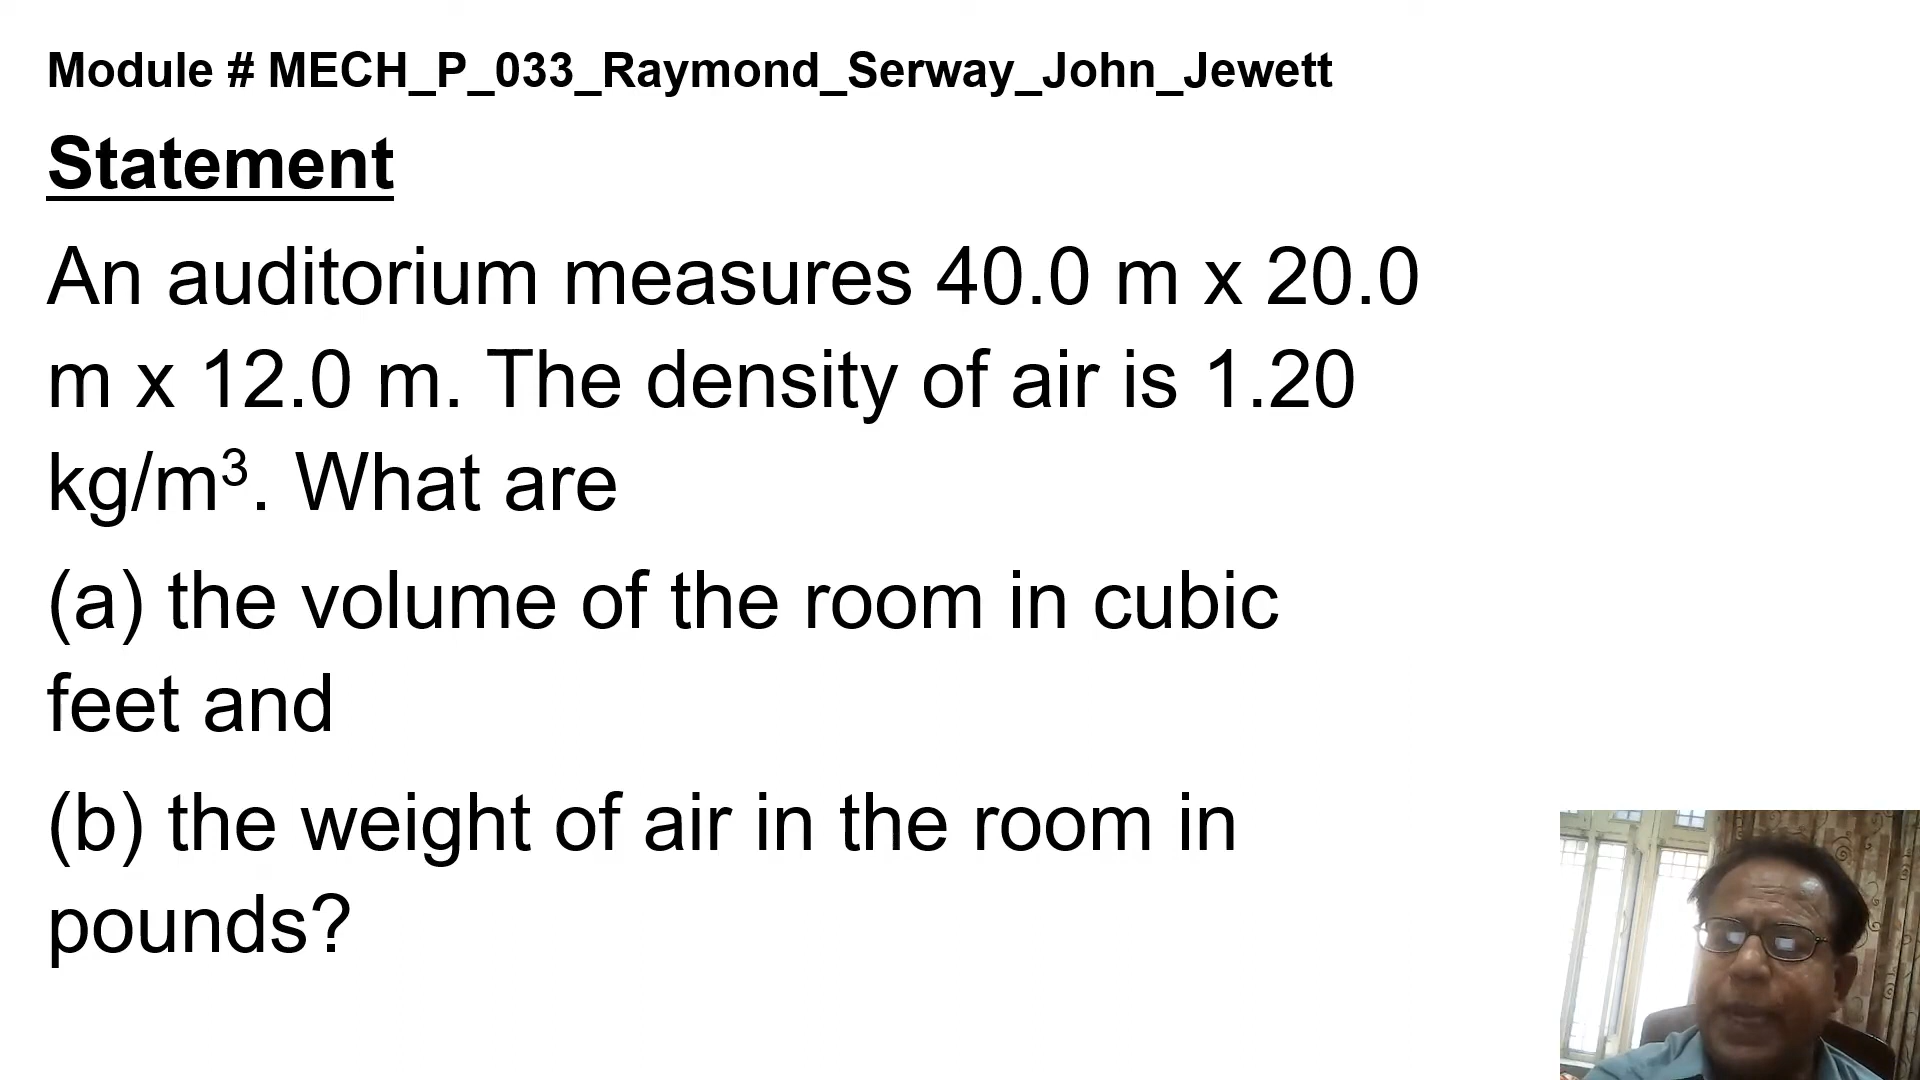 Module # MECH_P_033_Raymond_Serway_John_Jewett
Statement
An auditorium measures 40.0 m x 20.0
m x 12.0 m. The density of air is 1.20
kg/m³. What are
(a) the volume of the room in cubic
feet and
(b) the weight of air in the room in
pounds?